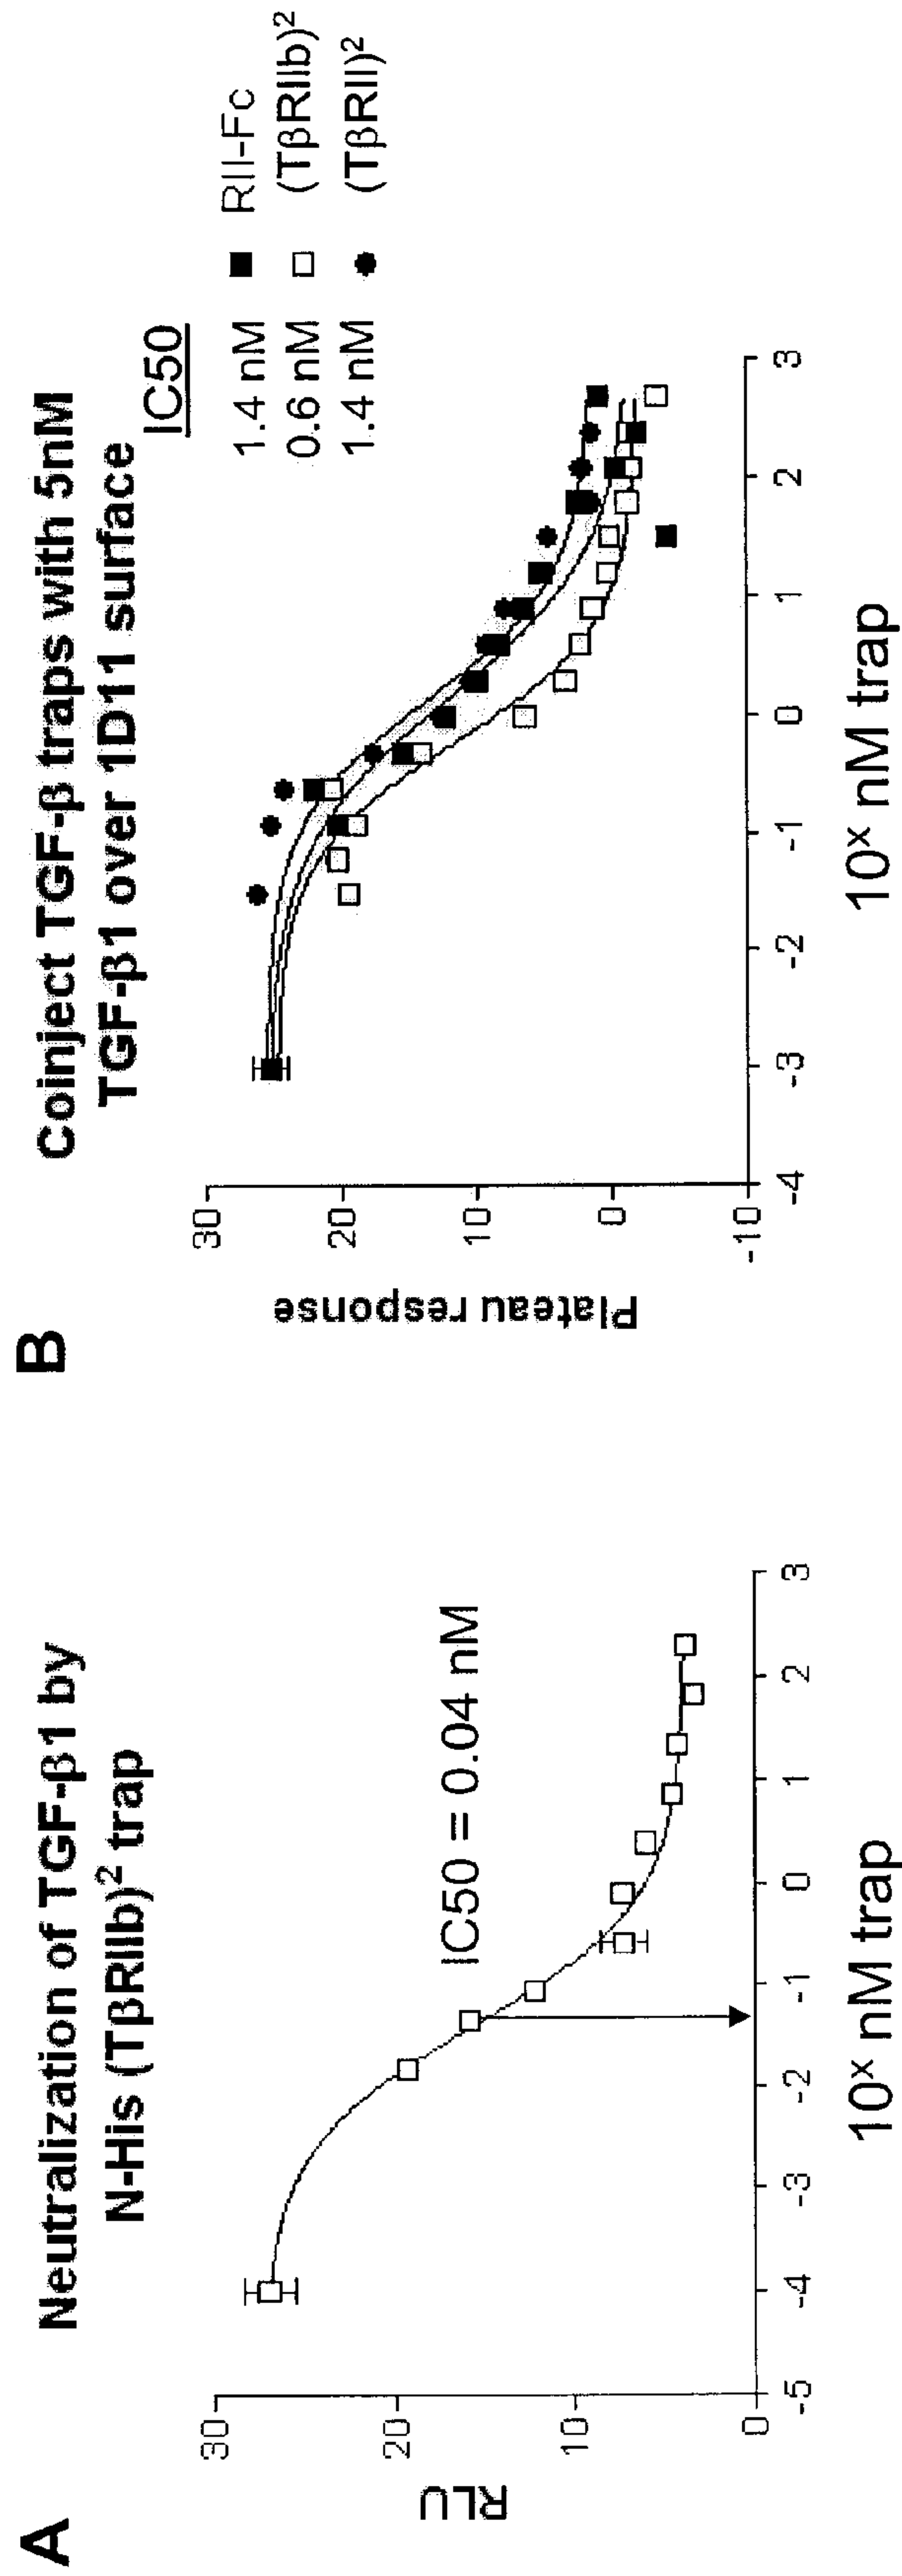 A
Neutralization of TGF-β1 by
N-His (TβRIIb)² trap
RLU
30
20
10
0
IC50 = 0.04 nM
-5 -4 -3 -2 -1 0 1 2 3
10ˣ nM trap
B
Coinject TGF-β traps with 5nM
TGF-β1 over 1D11 surface
IC50
1.4 nM ■ RII-Fc
0.6 nM □ (TβRIIb)²
1.4 nM (TβRII)²
Plateau response
30
20
10
0
-10
-4 -3 -2 -1 0 1 2 3
10ˣ nM trap